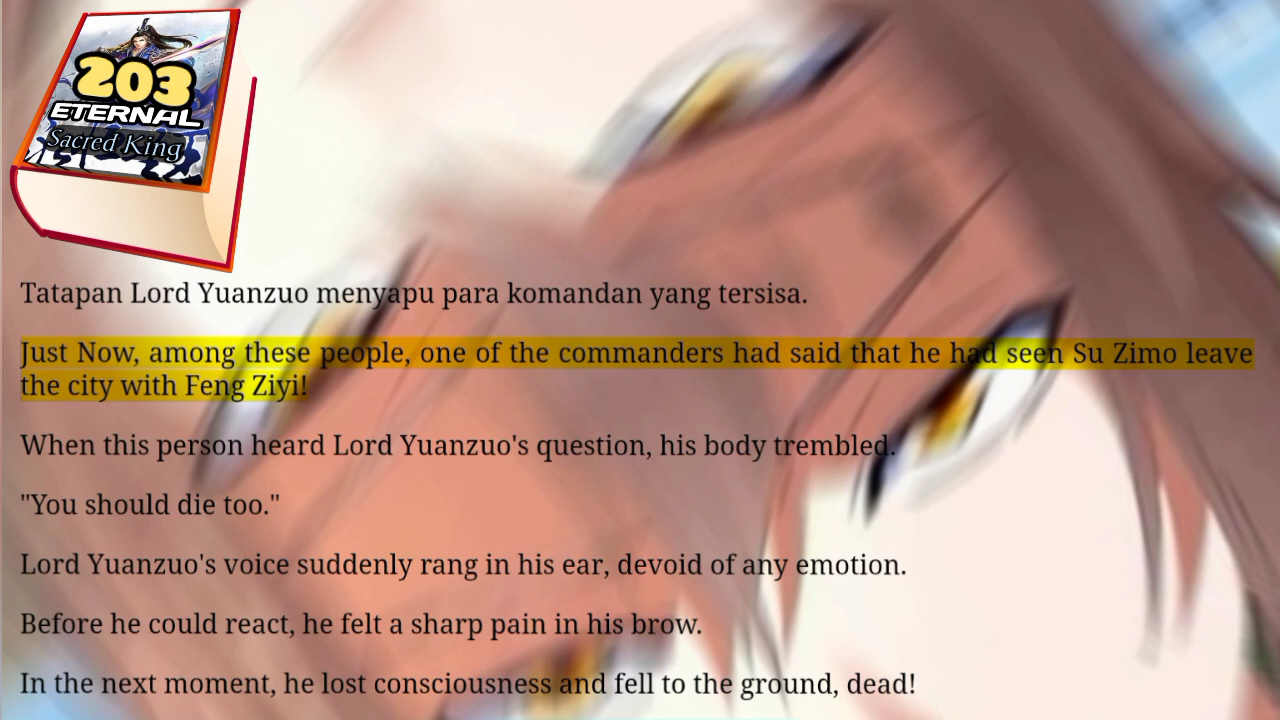 203
ETERNAL
Sacred King
Tatapan Lord Yuanzuo menyapu para komandan yang tersisa.
Just Now, among these people, one of the commanders had said that he had seen Su Zimo leave
the city with Feng Ziyi!
When this person heard Lord Yuanzuo's question, his body trembled.
"You should die too."
Lord Yuanzuo's voice suddenly rang in his ear, devoid of any emotion.
Before he could react, he felt a sharp pain in his brow.
In the next moment, he lost consciousness and fell to the ground, dead!